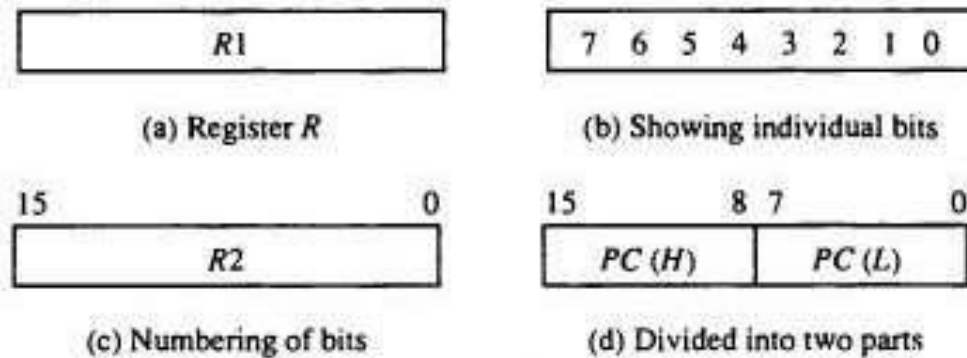 R1
7 6 5 4 3 2 1 0
(a) Register R
(b) Showing individual bits
15 0
15 8 7 0
R2
PC (H) PC (L)
(c) Numbering of bits
(d) Divided into two parts